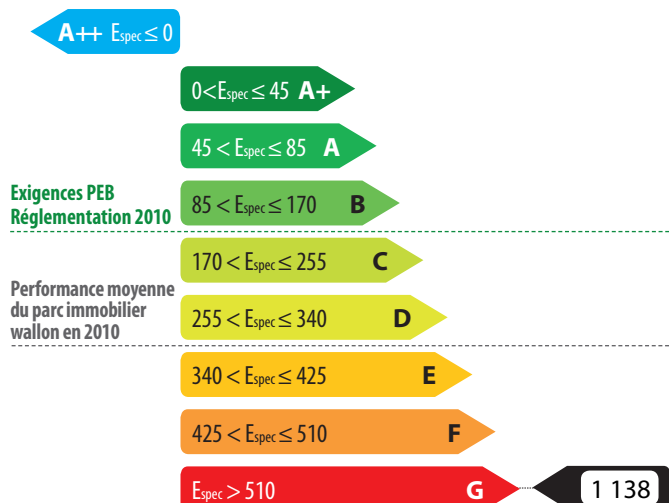 A++ Espec ≤ 0
0<Espec ≤ 45 A+
45 < Espec ≤ 85 A
Exigences PEB
Réglementation 2010
85 < Espec ≤ 170 B
170 < Espec ≤ 255 C
Performance moyenne
du parc immobilier
wallon en 2010
255 < Espec ≤ 340 D
340 < Espec ≤ 425 E
425 < Espec ≤ 510 F
Espec > 510 G
1 138